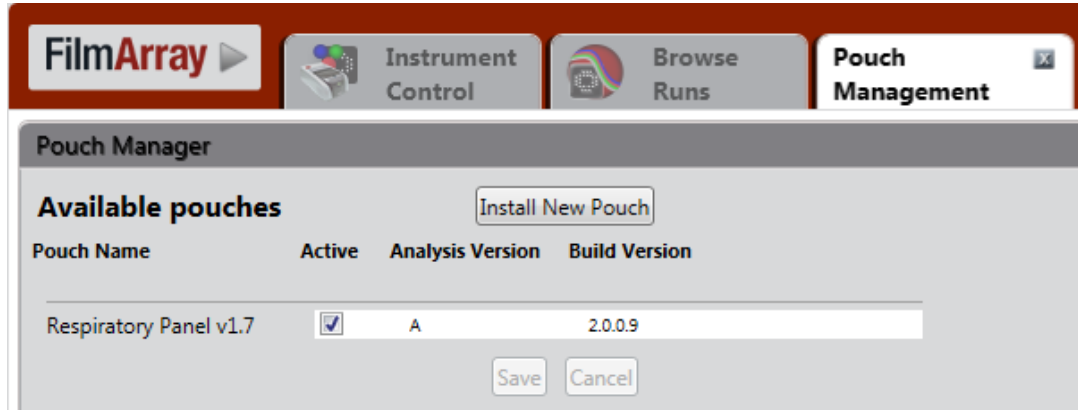 FilmArray
Instrument
Control
Browse
Runs
Pouch
Management
x
Pouch Manager
Available pouches
Install New Pouch
Pouch Name Active Analysis Version Build Version
Respiratory Panel v1.7 A 2.0.0.9
Save Cancel